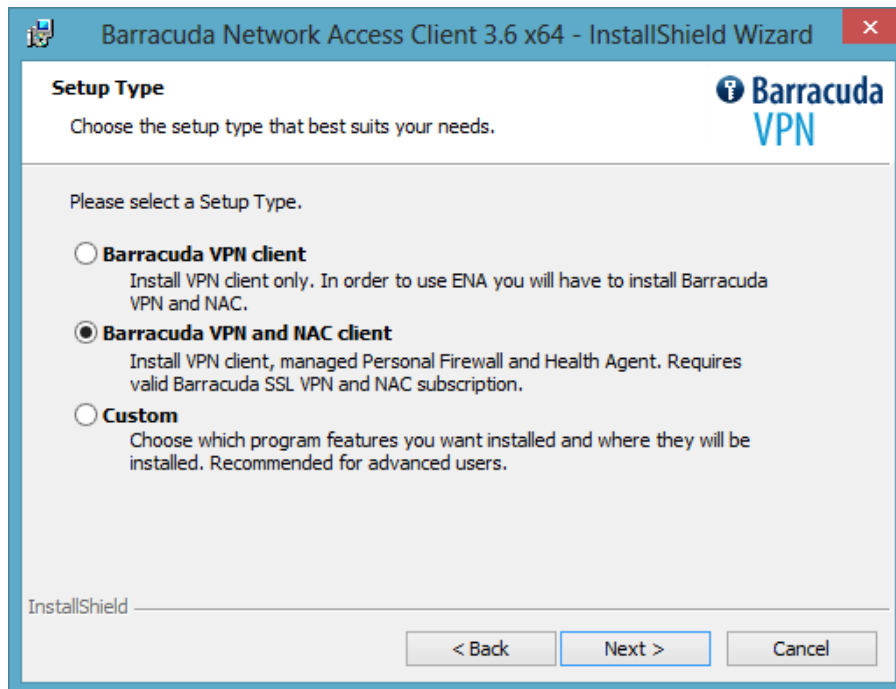 Barracuda Network Access Client 3.6 x64 - InstallShield Wizard
Setup Type
Choose the setup type that best suits your needs.
Barracuda
VPN
Please select a Setup Type.
Barracuda VPN client
Install VPN client only. In order to use ENA you will have to install Barracuda
VPN and NAC.
Barracuda VPN and NAC client
Install VPN client, managed Personal Firewall and Health Agent. Requires
valid Barracuda SSL VPN and NAC subscription.
Custom
Choose which program features you want installed and where they will be
installed. Recommended for advanced users.
InstallShield
< Back
Next >
Cancel